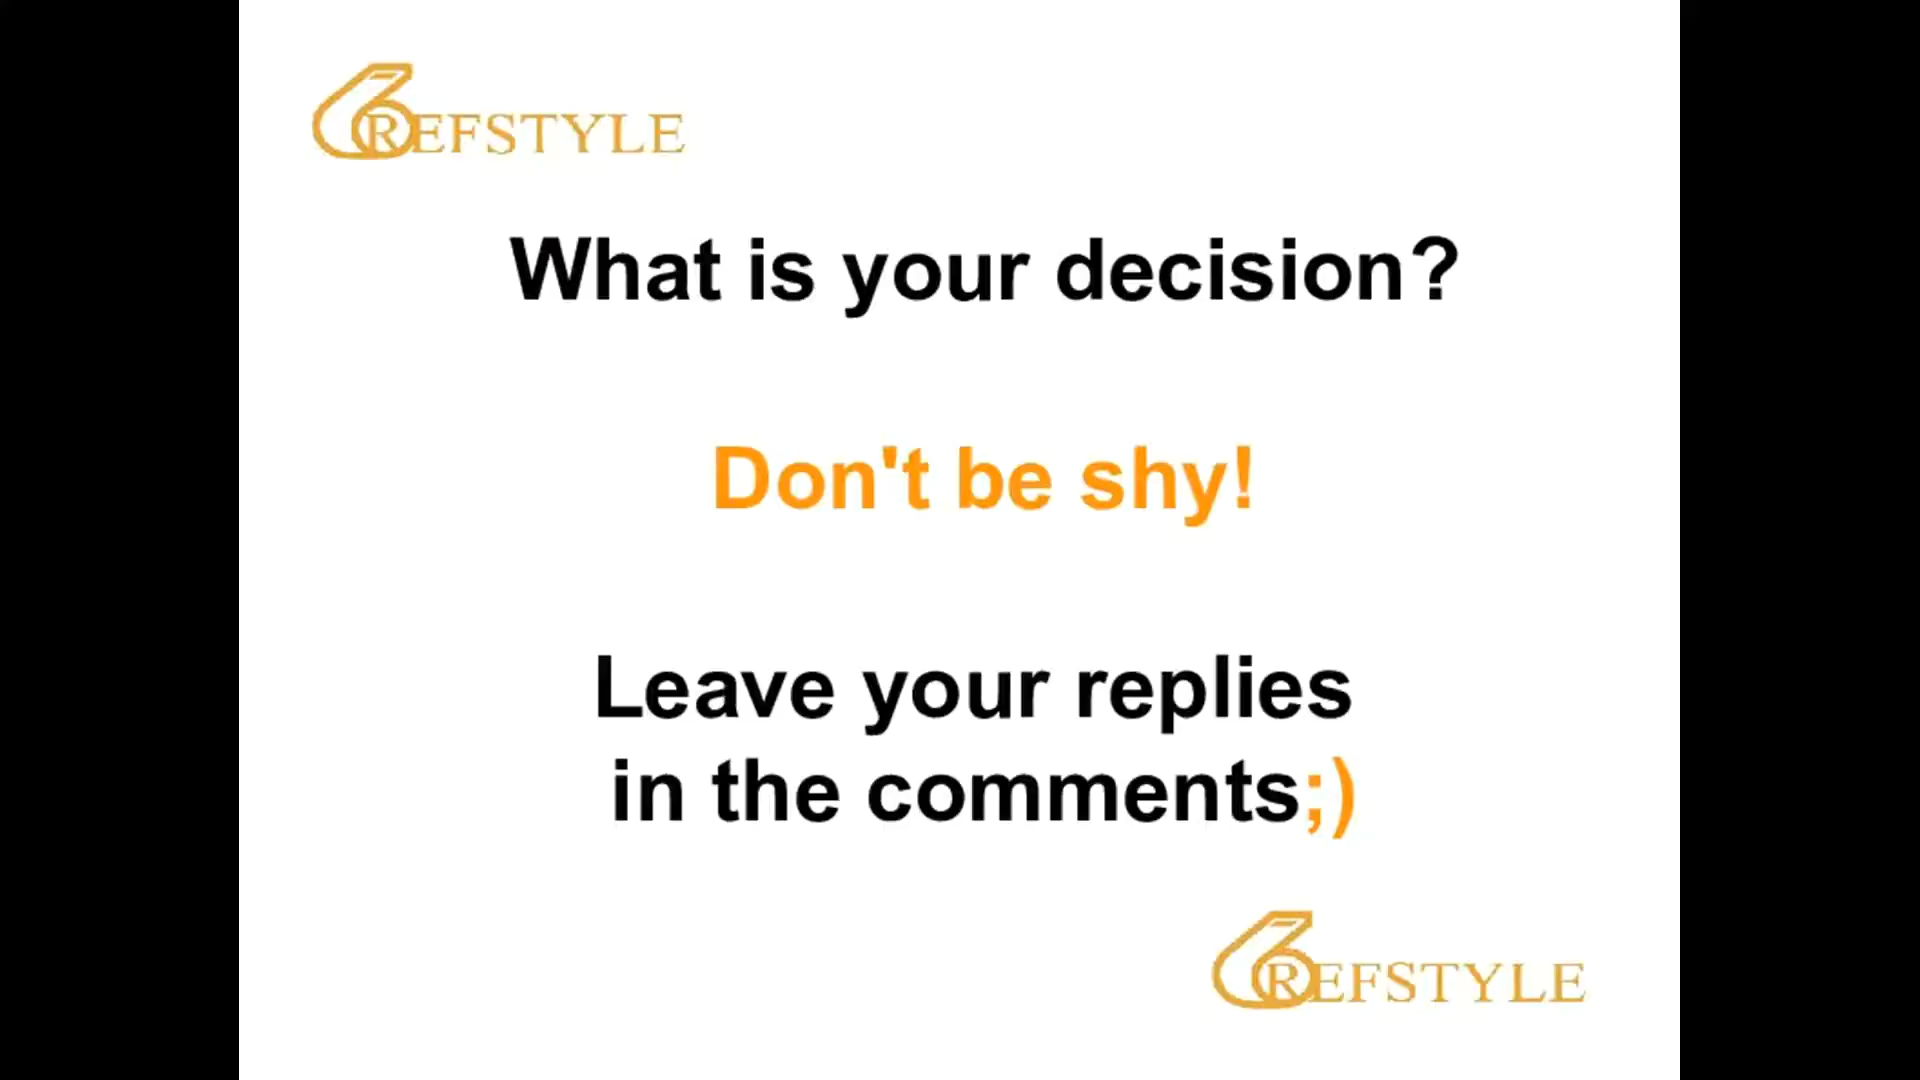 REFSTYLE
What is your decision?
Don't be shy!
Leave your replies
in the comments;)
REFSTYLE